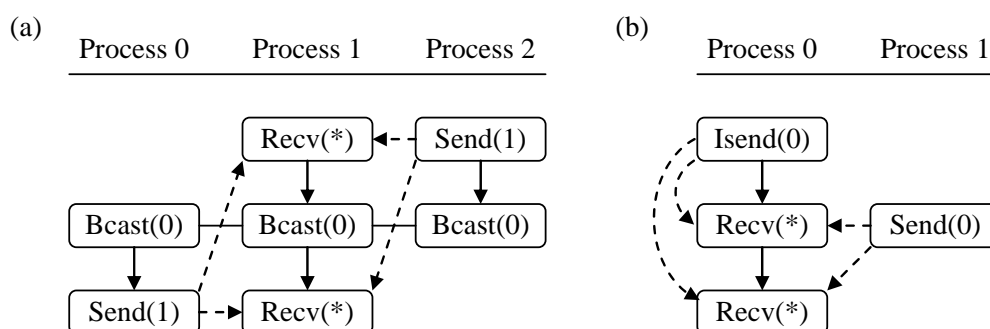 (a)
Process 0 Process 1 Process 2
Recv(*) Send(1)
Bcast(0) Bcast(0) Bcast(0)
Send(1) Recv(*)
(b)
Process 0 Process 1
Isend(0)
Recv(*) Send(0)
Recv(*)